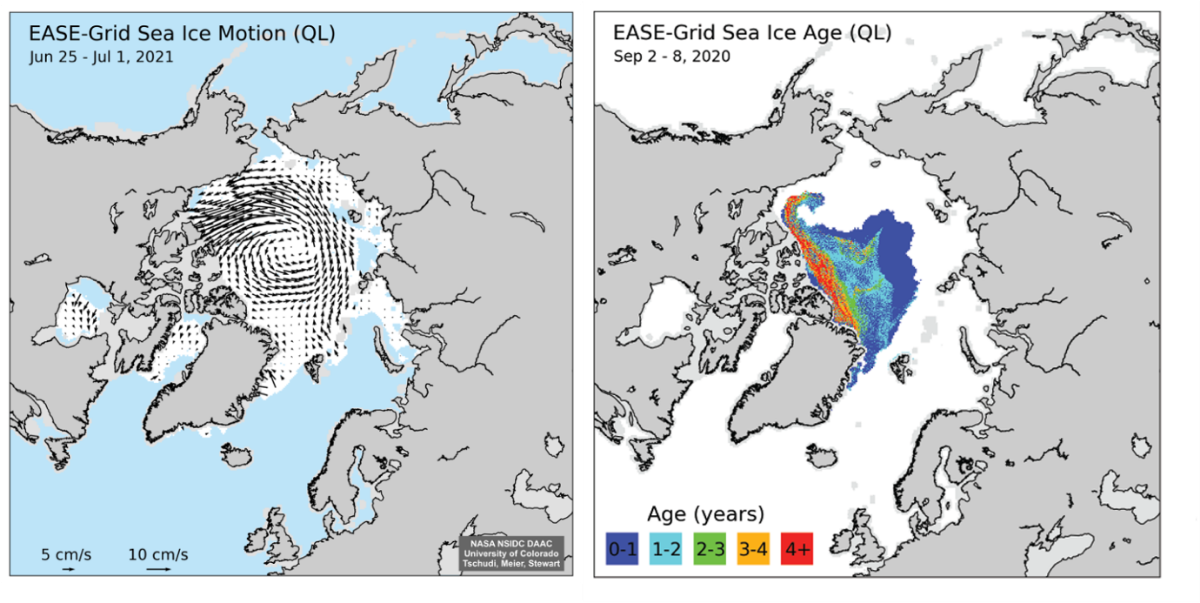 EASE-Grid Sea Ice Motion (QL)
Jun 25 - Jul 1, 2021
5 cm/s
10 cm/s
NASA NSIDC DAAC
University of Colorado
Tschudi, Meier, Stewart
EASE-Grid Sea Ice Age (QL)
Sep 2 - 8, 2020
Age (years)
0-1
1-2
2-3
3-4
4+